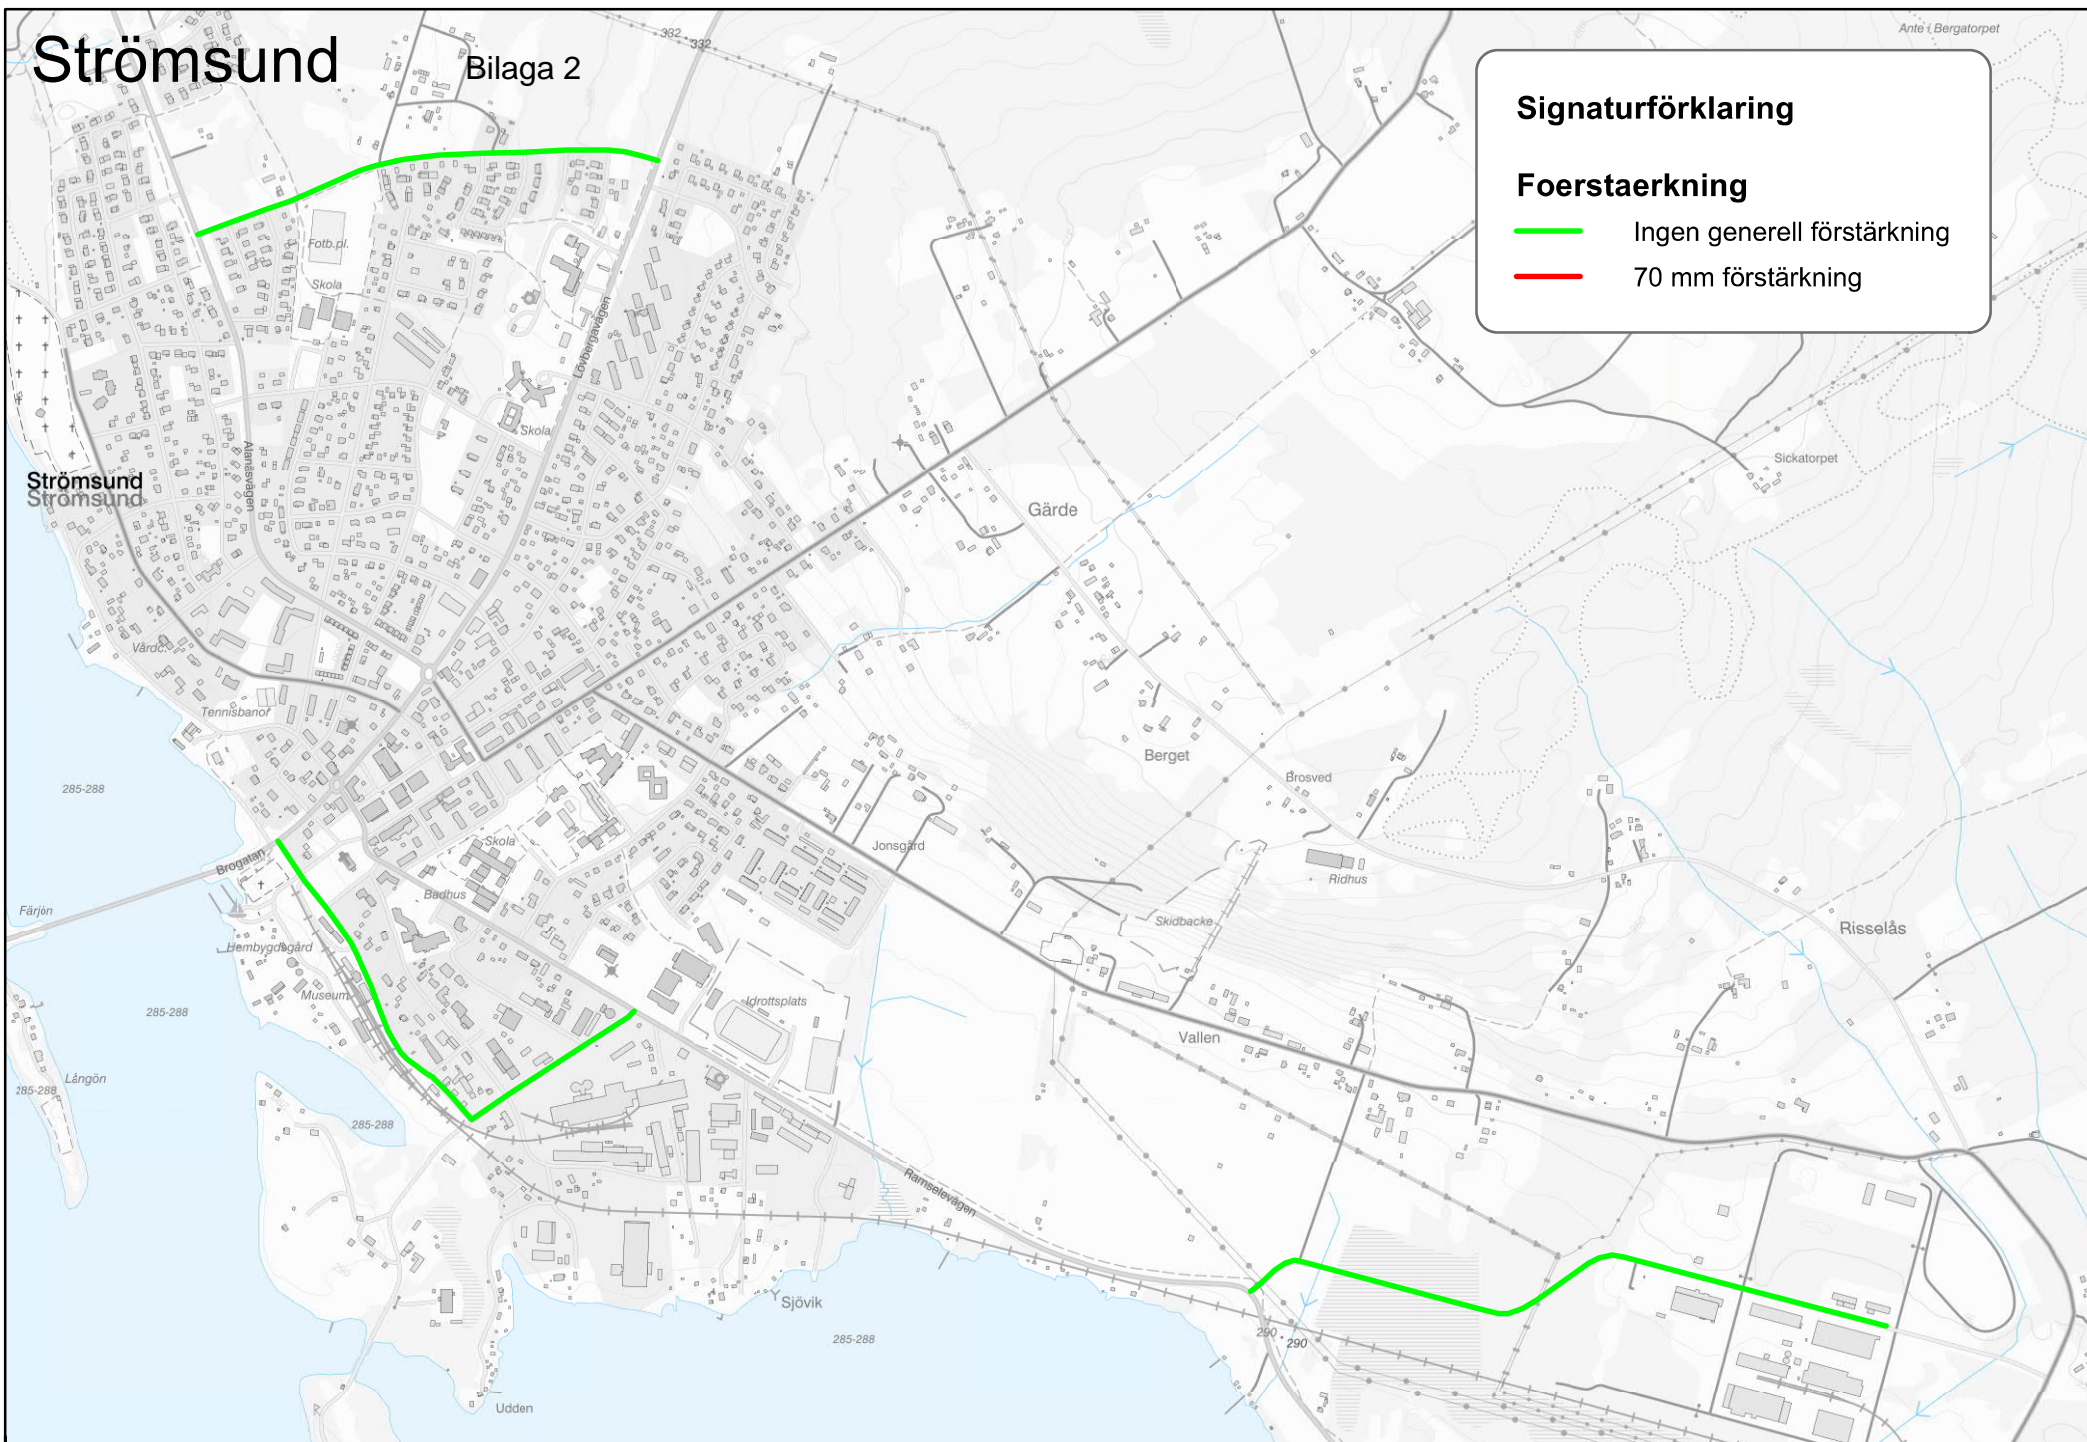 Strömsund
Bilaga 2
332
332
Ante i Bergatorpet
Signaturförklaring
Foerstaerkning
Ingen generell förstärkning
70 mm förstärkning
Fotb.pl.
Skola
Lövbergavägen
Skola
Alanäsvägen
Strömsund
Strömsund
Sickatorpet
Gärde
Vårdc.
Tennisbanor
Berget
Brosved
285-288
Skola
Jonsgård
Brogatan
Badhus
Ridhus
Färjön
Skidbacke
Risselås
Hembygdsgård
Museum
Idrottsplats
285-288
Vallen
Långön
285-288
285-288
Ramselevägen
Sjövik
285-288
290
290
Udden